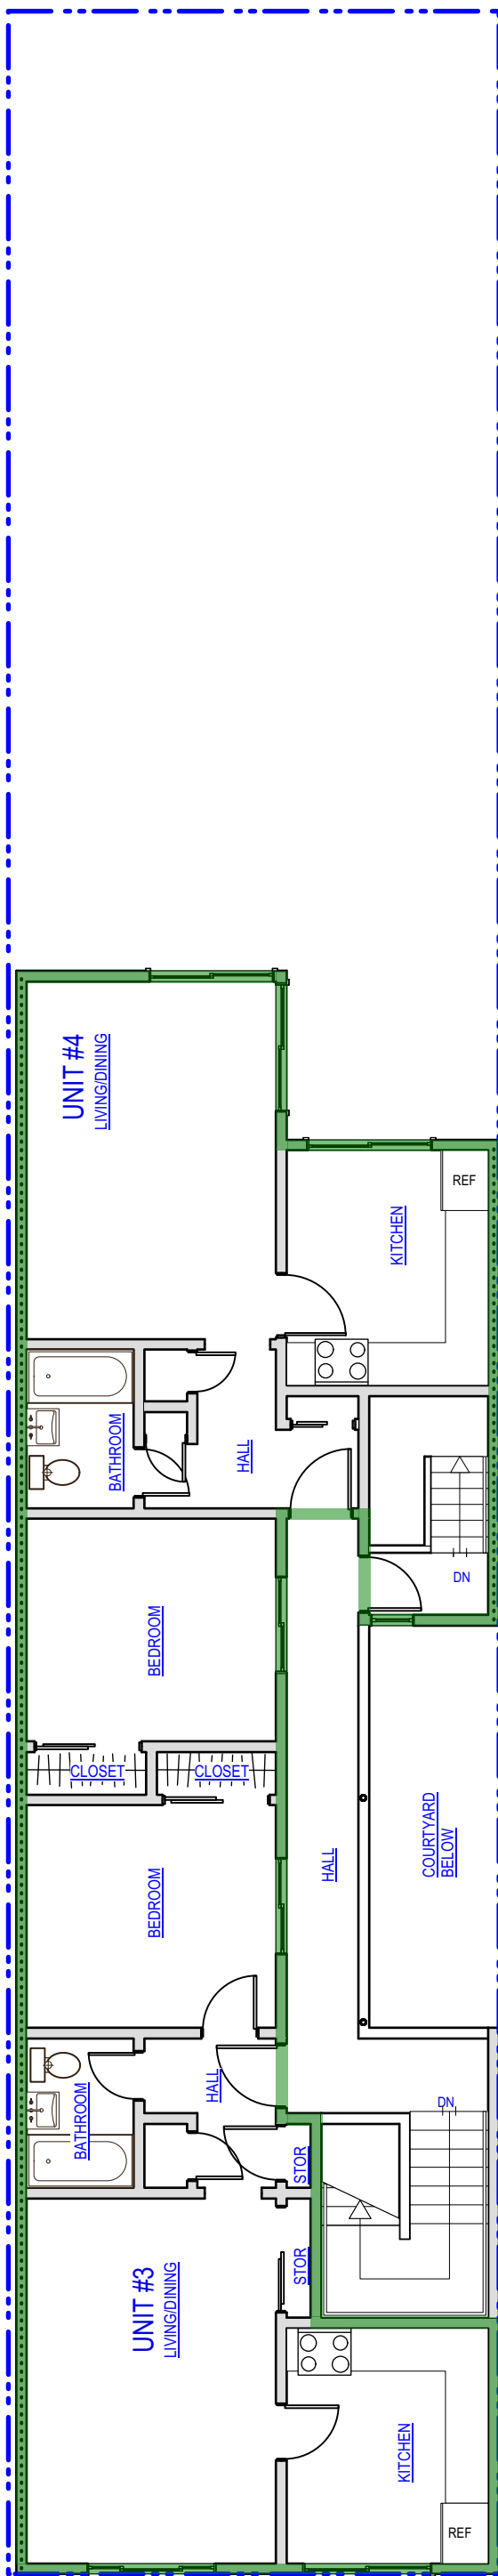 UNIT #4
LIVING/DINING
REF
KITCHEN
BATHROOM
HALL
DN
BEDROOM
CLOSET
CLOSET
BEDROOM
HALL
COURTYARD
BELOW
HALL
BATHROOM
DN
STOR
STOR
UNIT #3
LIVING/DINING
KITCHEN
REF